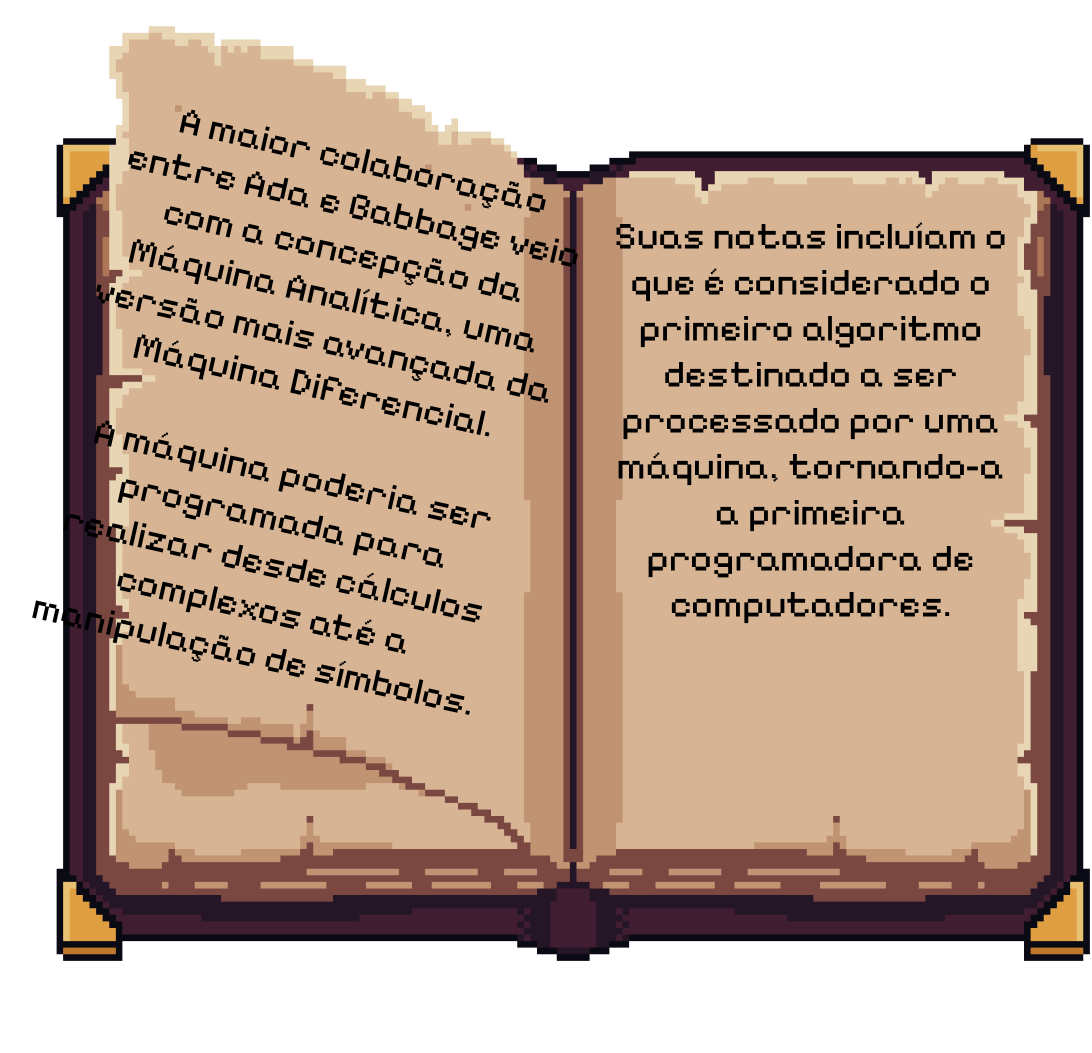 A maior colaboração
entre Ada e Babbage veio
com a concepção da
Máquina Analítica, uma
versão mais avançada da
Máquina Diferencial.
A máquina poderia ser
programada para
realizar desde cálculos
complexos até a
manipulação de símbolos.
Suas notas incluíam o
que é considerado o
primeiro algoritmo
destinado a ser
processado por uma
máquina, tornando-a
a primeira
programadora de
computadores.